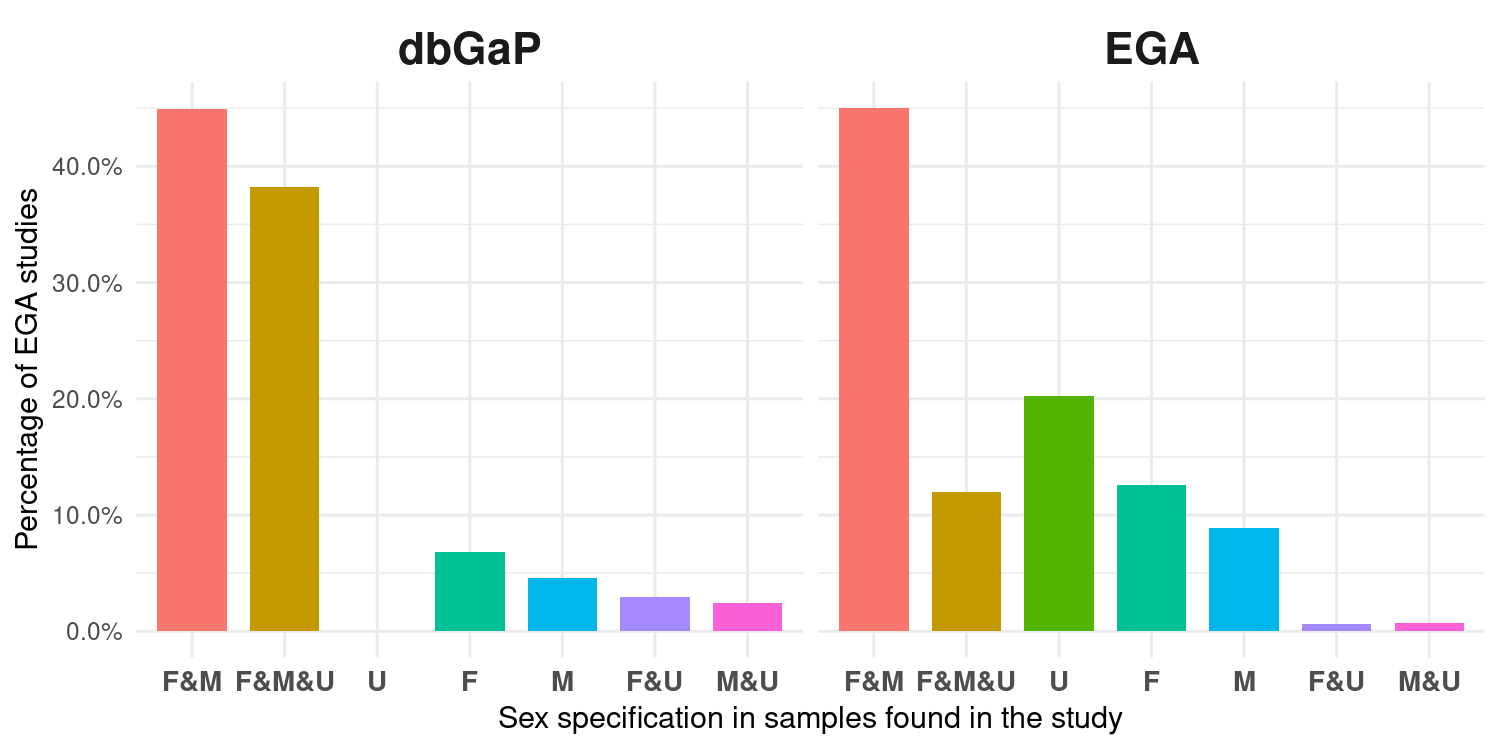 dbGaP
EGA
Percentage of EGA studies
40.0%
30.0%
20.0%
10.0%
0.0%
F&M F&M&U U F M F&U M&U
F&M F&M&U U F M F&U M&U
Sex specification in samples found in the study